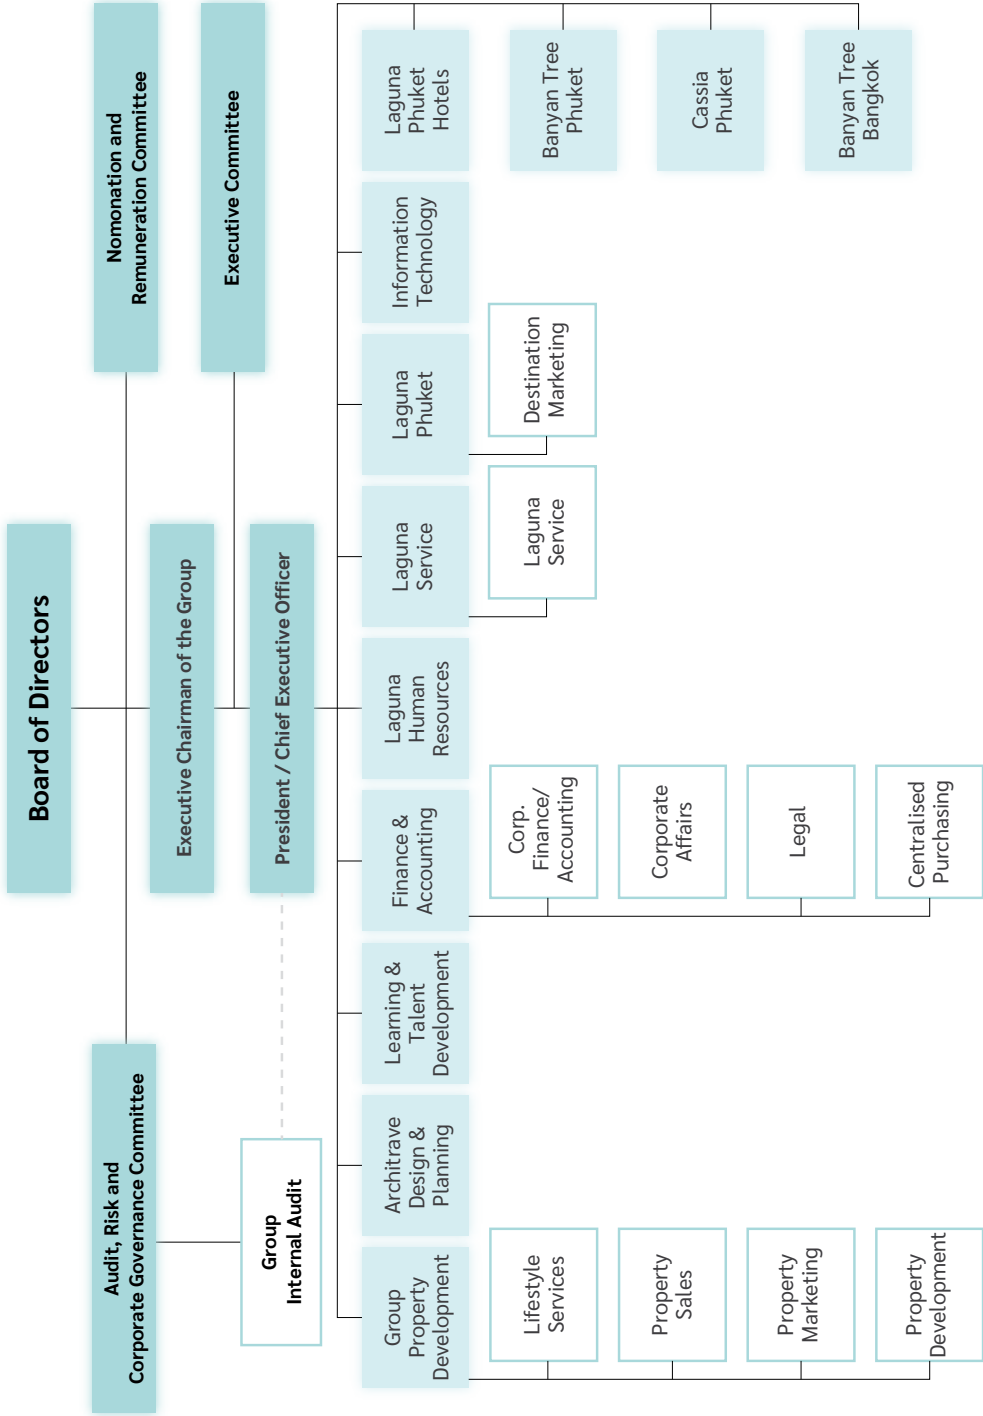 Board of Directors
Audit, Risk and
Corporate Governance Committee
Nomonation and
Remuneration Committee
Executive Chairman of the Group
Executive Committee
Group
Internal Audit
President / Chief Executive Officer
Group
Property
Development
Architrave
Design &
Planning
Learning &
Talent
Development
Finance &
Accounting
Laguna
Human
Resources
Laguna
Service
Laguna
Phuket
Information
Technology
Laguna
Phuket
Hotels
Lifestyle
Services
Corp.
Finance/
Accounting
Laguna
Service
Destination
Marketing
Banyan Tree
Phuket
Property
Sales
Corporate
Affairs
Cassia
Phuket
Property
Marketing
Legal
Banyan Tree
Bangkok
Property
Development
Centralised
Purchasing